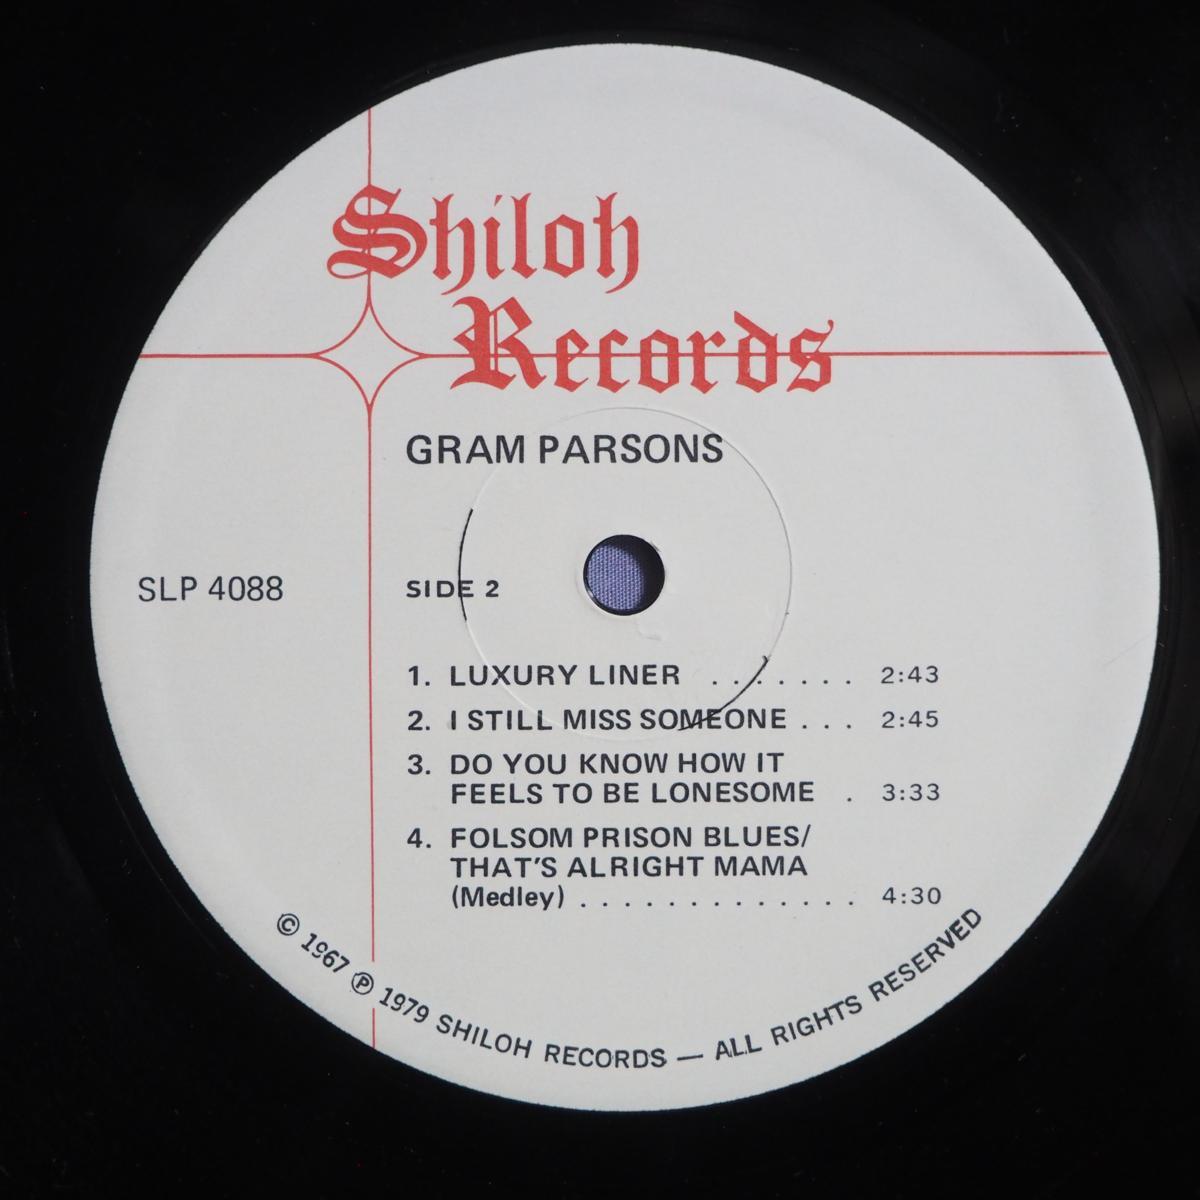 Shiloh
Records
GRAM PARSONS
SLP 4088
SIDE 2
1. LUXURY LINER . . . . . . . 2:43
2. I STILL MISS SOMEONE . . . 2:45
3. DO YOU KNOW HOW IT
FEELS TO BE LONESOME . 3:33
4. FOLSOM PRISON BLUES/
THAT'S ALRIGHT MAMA
(Medley) . . . . . . . . . . . . . 4:30
© 1967 ℗ 1979 SHILOH RECORDS — ALL RIGHTS RESERVED